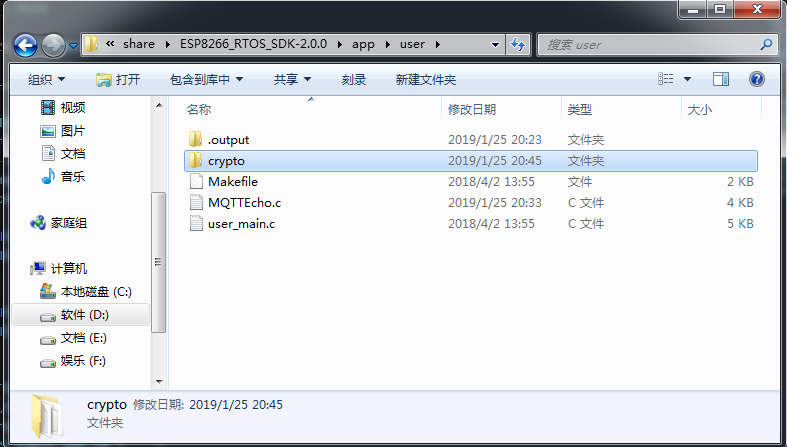 « share ▸ ESP8266_RTOS_SDK-2.0.0 ▸ app ▸ user ▸
搜索 user
组织 打开 包含到库中 共享 刻录 新建文件夹
视频
图片
文档
音乐
家庭组
计算机
本地磁盘 (C:)
软件 (D:)
文档 (E:)
娱乐 (F:)
名称 修改日期 类型 大小
.output 2019/1/25 20:23 文件夹
crypto 2019/1/25 20:45 文件夹
Makefile 2018/4/2 13:55 文件 2 KB
MQTTEcho.c 2019/1/25 20:33 C 文件 4 KB
user_main.c 2018/4/2 13:55 C 文件 5 KB
crypto 修改日期: 2019/1/25 20:45
文件夹